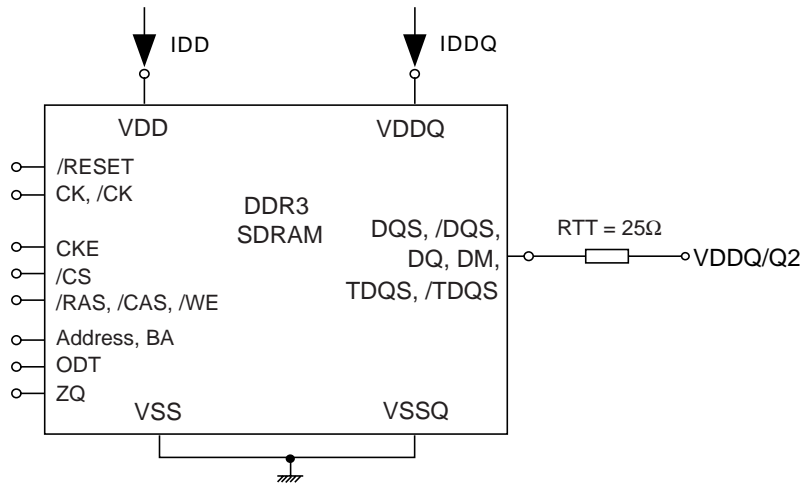 IDD
IDDQ
VDD
VDDQ
/RESET
CK, /CK
DDR3
SDRAM
CKE
/CS
/RAS, /CAS, /WE
Address, BA
ODT
ZQ
DQS, /DQS,
DQ, DM,
TDQS, /TDQS
RTT = 25Ω
VDDQ/Q2
VSS
VSSQ